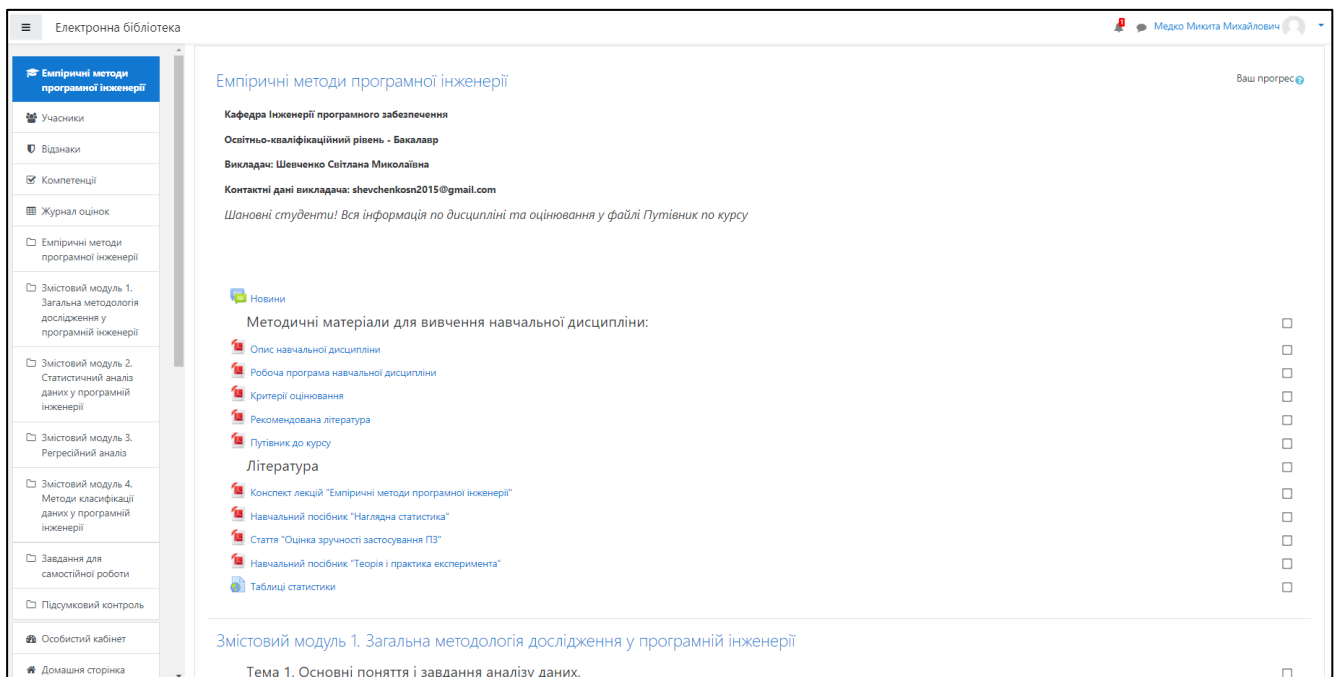 Електронна бібліотека
1
Медко Микита Михайлович
Емпіричні методи
програмної інженерії
Учасники
Відзнаки
Компетенції
Журнал оцінок
Емпіричні методи
програмної інженерії
Змістовий модуль 1.
Загальна методологія
дослідження у
програмній інженерії
Змістовий модуль 2.
Статистичний аналіз
даних у програмній
інженерії
Змістовий модуль 3.
Регресійний аналіз
Змістовий модуль 4.
Методи класифікації
даних у програмній
інженерії
Завдання для
самостійної роботи
Підсумковий контроль
Особистий кабінет
Домашня сторінка
Емпіричні методи програмної інженерії
Ваш прогрес
Кафедра Інженерії програмного забезпечення
Освітньо-кваліфікаційний рівень - Бакалавр
Викладач: Шевченко Світлана Миколаївна
Контактні дані викладача: shevchenkosn2015@gmail.com
Шановні студенти! Вся інформація по дисципліні та оцінювання у файлі Путівник по курсу
Новини
Методичні матеріали для вивчення навчальної дисципліни:
Опис навчальної дисципліни
Робоча програма навчальної дисципліни
Критерії оцінювання
Рекомендована література
Путівник до курсу
Література
Конспект лекцій "Емпіричні методи програмної інженерії"
Навчальний посібник "Наглядна статистика"
Стаття "Оцінка зручності застосування ПЗ"
Навчальний посібник "Теорія і практика експеримента"
Таблиці статистики
Змістовий модуль 1. Загальна методологія дослідження у програмній інженерії
Тема 1. Основні поняття і завдання аналізу даних.